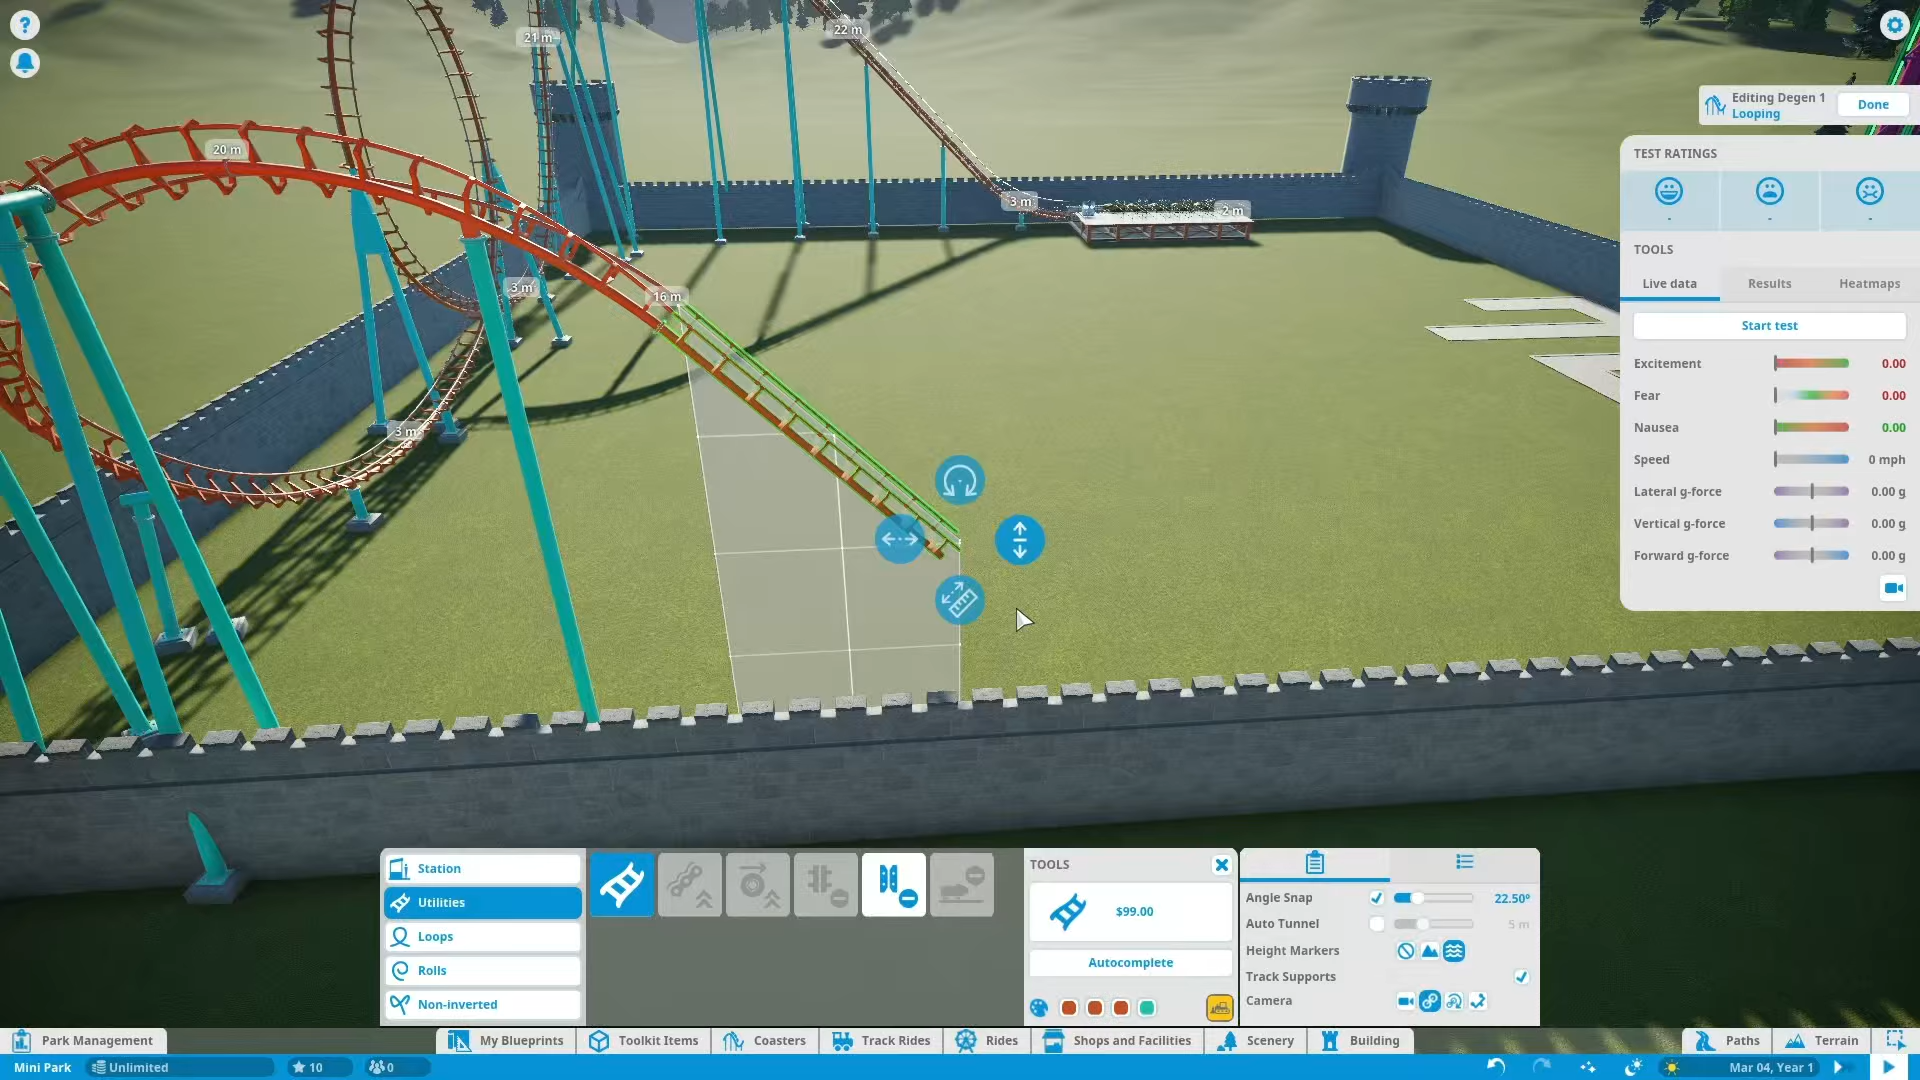 ?
21 m
22 m
Editing Degen 1
Looping
Done
20 m
TEST RATINGS
3 m
2 m
-
-
-
TOOLS
3 m
16 m
Live data
Results
Heatmaps
Start test
Excitement
0.00
Fear
0.00
3 m
Nausea
0.00
Speed
0 mph
Lateral g-force
0.00 g
Vertical g-force
0.00 g
Forward g-force
0.00 g
Station
Utilities
Loops
Rolls
Non-inverted
TOOLS
$99.00
Autocomplete
Angle Snap
22.50°
Auto Tunnel
5 m
Height Markers
Track Supports
Camera
Park Management
My Blueprints
Toolkit Items
Coasters
Track Rides
Rides
Shops and Facilities
Scenery
Building
Paths
Terrain
Mini Park
Unlimited
10
0
Mar 04, Year 1